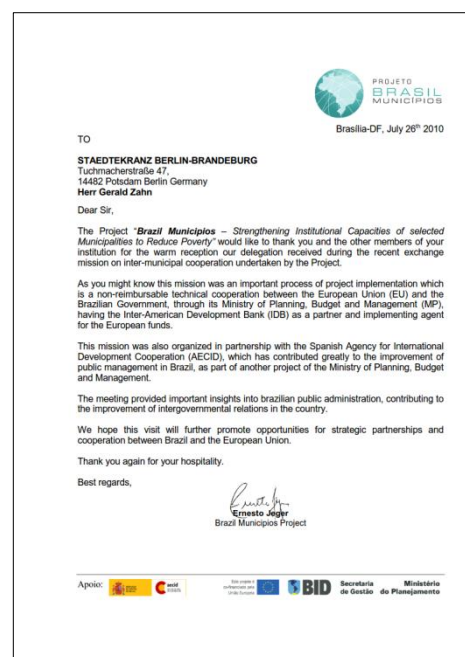 PROJETO
BRASIL
MUNICÍPIOS
Brasília-DF, July 26th 2010
TO
STAEDTEKRANZ BERLIN-BRANDEBURG
Tuchmacherstraße 47,
14482 Potsdam Berlin Germany
Herr Gerald Zahn
Dear Sir,
The Project "Brazil Municipios – Strengthening Institutional Capacities of selected
Municipalities to Reduce Poverty" would like to thank you and the other members of your
institution for the warm reception our delegation received during the recent exchange
mission on inter-municipal cooperation undertaken by the Project.
As you might know this mission was an important process of project implementation which
is a non-reimbursable technical cooperation between the European Union (EU) and the
Brazilian Government, through its Ministry of Planning, Budget and Management (MP),
having the Inter-American Development Bank (IDB) as a partner and implementing agent
for the European funds.
This mission was also organized in partnership with the Spanish Agency for International
Development Cooperation (AECID), which has contributed greatly to the improvement of
public management in Brazil, as part of another project of the Ministry of Planning, Budget
and Management.
The meeting provided important insights into brazilian public administration, contributing to
the improvement of intergovernmental relations in the country.
We hope this visit will further promote opportunities for strategic partnerships and
cooperation between Brazil and the European Union.
Thank you again for your hospitality.
Best regards,
Ernesto Jeger
Brazil Municipios Project
Apoio:
aecid
BID
Secretaria
de Gestão
Ministério
do Planejamento